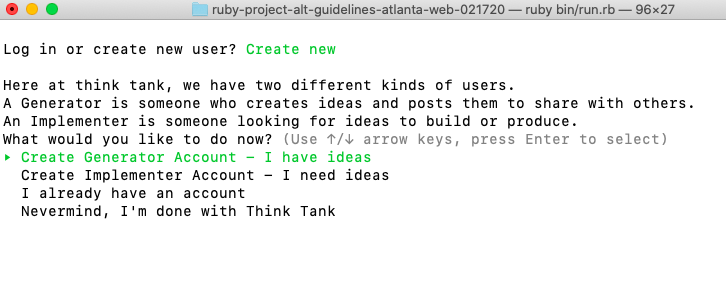 ruby-project-alt-guidelines-atlanta-web-021720 — ruby bin/run.rb — 96×27
Log in or create new user? Create new
Here at think tank, we have two different kinds of users.
A Generator is someone who creates ideas and posts them to share with others.
An Implementer is someone looking for ideas to build or produce.
What would you like to do now? (Use ↑/↓ arrow keys, press Enter to select)
‣ Create Generator Account – I have ideas
Create Implementer Account – I need ideas
I already have an account
Nevermind, I'm done with Think Tank